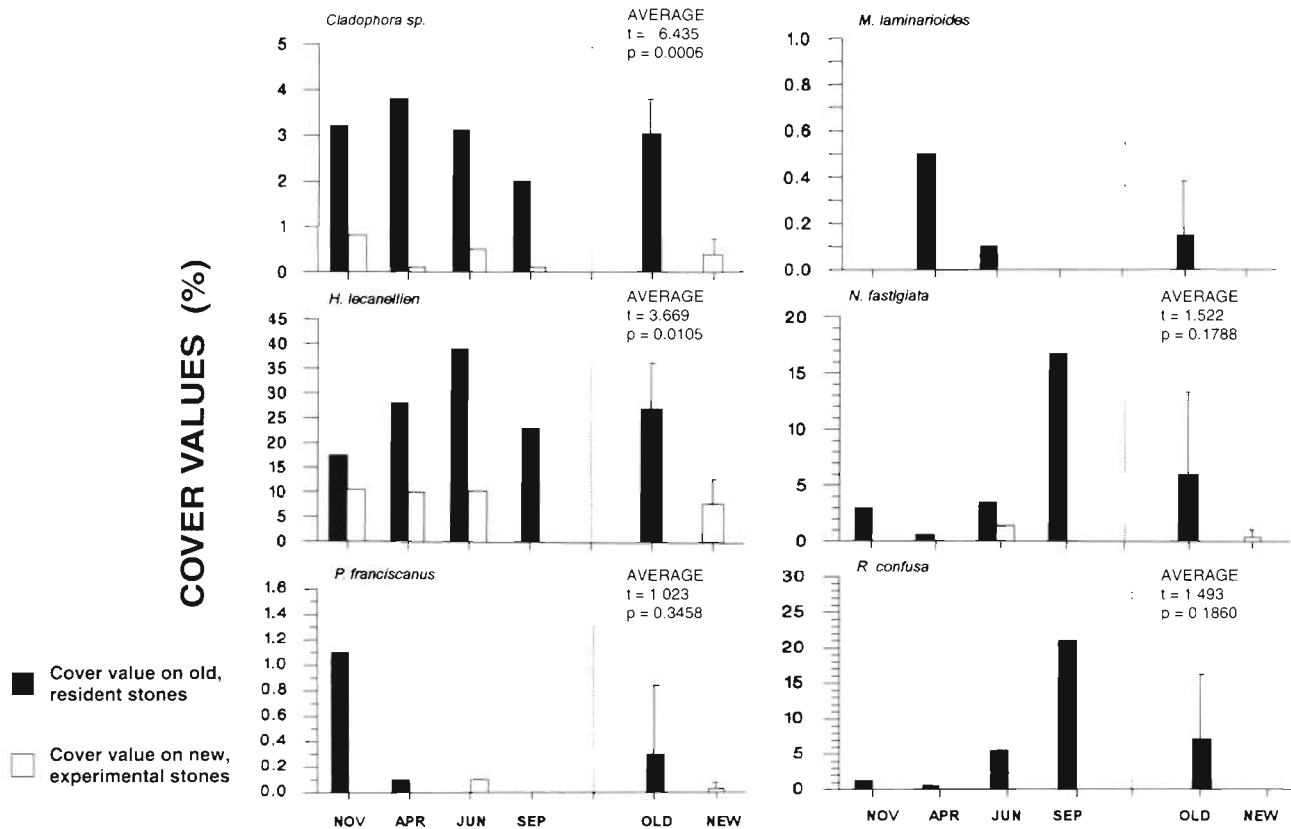 Cladophora sp.
AVERAGE
t = 6.435
p = 0.0006
5
4
3
2
1
0
M. laminarioides
1.0
0.8
0.6
0.4
0.2
0.0
COVER VALUES (%)
H. lecanellien
AVERAGE
t = 3.669
p = 0.0105
45
40
35
30
25
20
15
10
5
0
N. fastigiata
AVERAGE
t = 1.522
p = 0.1788
20
15
10
5
0
P. franciscanus
AVERAGE
t = 1 023
p = 0.3458
1.8
1.6
1.4
1.2
1.0
0.8
0.6
0.4
0.2
0.0
NOV APR JUN SEP OLD NEW
R confusa
AVERAGE
t = 1 493
p = 0 1860
30
25
20
15
10
5
0
NOV APR JUN SEP OLD NEW
Cover value on old,
resident stones
Cover value on new,
experimental stones